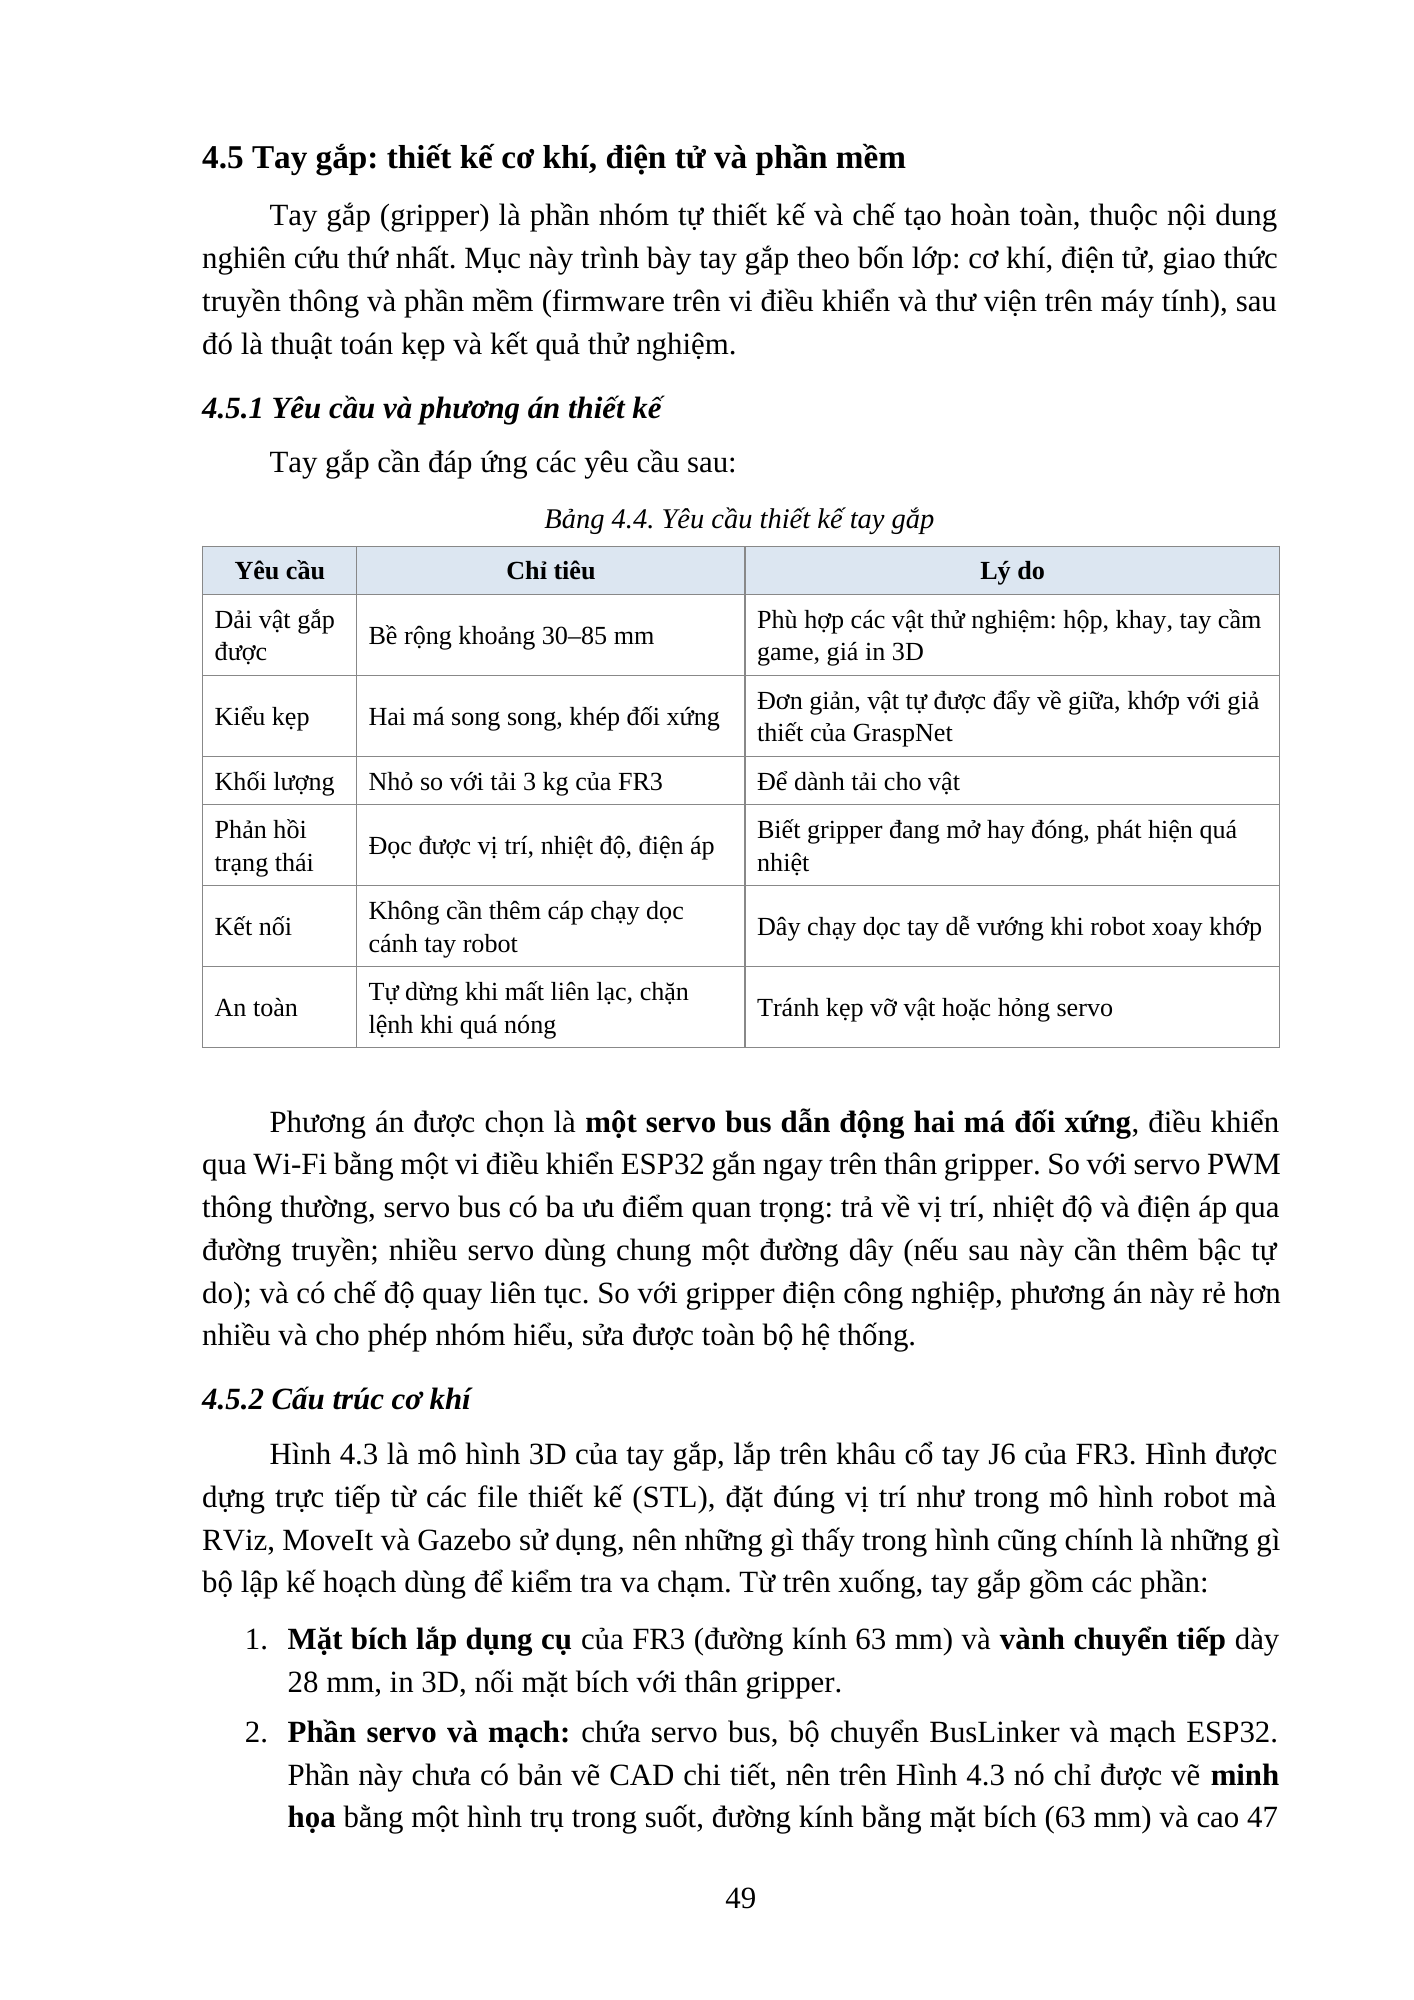 4.5 Tay gắp: thiết kế cơ khí, điện tử và phần mềm
Tay gắp (gripper) là phần nhóm tự thiết kế và chế tạo hoàn toàn, thuộc nội dung
nghiên cứu thứ nhất. Mục này trình bày tay gắp theo bốn lớp: cơ khí, điện tử, giao thức
truyền thông và phần mềm (firmware trên vi điều khiển và thư viện trên máy tính), sau
đó là thuật toán kẹp và kết quả thử nghiệm.
4.5.1 Yêu cầu và phương án thiết kế
Tay gắp cần đáp ứng các yêu cầu sau:
Bảng 4.4. Yêu cầu thiết kế tay gắp
Yêu cầu Chỉ tiêu Lý do
Dải vật gắp
được
Bề rộng khoảng 30–85 mm
Phù hợp các vật thử nghiệm: hộp, khay, tay cầm
game, giá in 3D
Kiểu kẹp
Hai má song song, khép đối xứng
Đơn giản, vật tự được đẩy về giữa, khớp với giả
thiết của GraspNet
Khối lượng Nhỏ so với tải 3 kg của FR3 Để dành tải cho vật
Phản hồi
trạng thái
Đọc được vị trí, nhiệt độ, điện áp
Biết gripper đang mở hay đóng, phát hiện quá
nhiệt
Kết nối
Không cần thêm cáp chạy dọc
cánh tay robot
Dây chạy dọc tay dễ vướng khi robot xoay khớp
An toàn
Tự dừng khi mất liên lạc, chặn
lệnh khi quá nóng
Tránh kẹp vỡ vật hoặc hỏng servo
Phương án được chọn là một servo bus dẫn động hai má đối xứng, điều khiển
qua Wi-Fi bằng một vi điều khiển ESP32 gắn ngay trên thân gripper. So với servo PWM
thông thường, servo bus có ba ưu điểm quan trọng: trả về vị trí, nhiệt độ và điện áp qua
đường truyền; nhiều servo dùng chung một đường dây (nếu sau này cần thêm bậc tự
do); và có chế độ quay liên tục. So với gripper điện công nghiệp, phương án này rẻ hơn
nhiều và cho phép nhóm hiểu, sửa được toàn bộ hệ thống.
4.5.2 Cấu trúc cơ khí
Hình 4.3 là mô hình 3D của tay gắp, lắp trên khâu cổ tay J6 của FR3. Hình được
dựng trực tiếp từ các file thiết kế (STL), đặt đúng vị trí như trong mô hình robot mà
RViz, MoveIt và Gazebo sử dụng, nên những gì thấy trong hình cũng chính là những gì
bộ lập kế hoạch dùng để kiểm tra va chạm. Từ trên xuống, tay gắp gồm các phần:
1. Mặt bích lắp dụng cụ của FR3 (đường kính 63 mm) và vành chuyển tiếp dày
28 mm, in 3D, nối mặt bích với thân gripper.
2. Phần servo và mạch: chứa servo bus, bộ chuyển BusLinker và mạch ESP32.
Phần này chưa có bản vẽ CAD chi tiết, nên trên Hình 4.3 nó chỉ được vẽ minh
họa bằng một hình trụ trong suốt, đường kính bằng mặt bích (63 mm) và cao 47
49